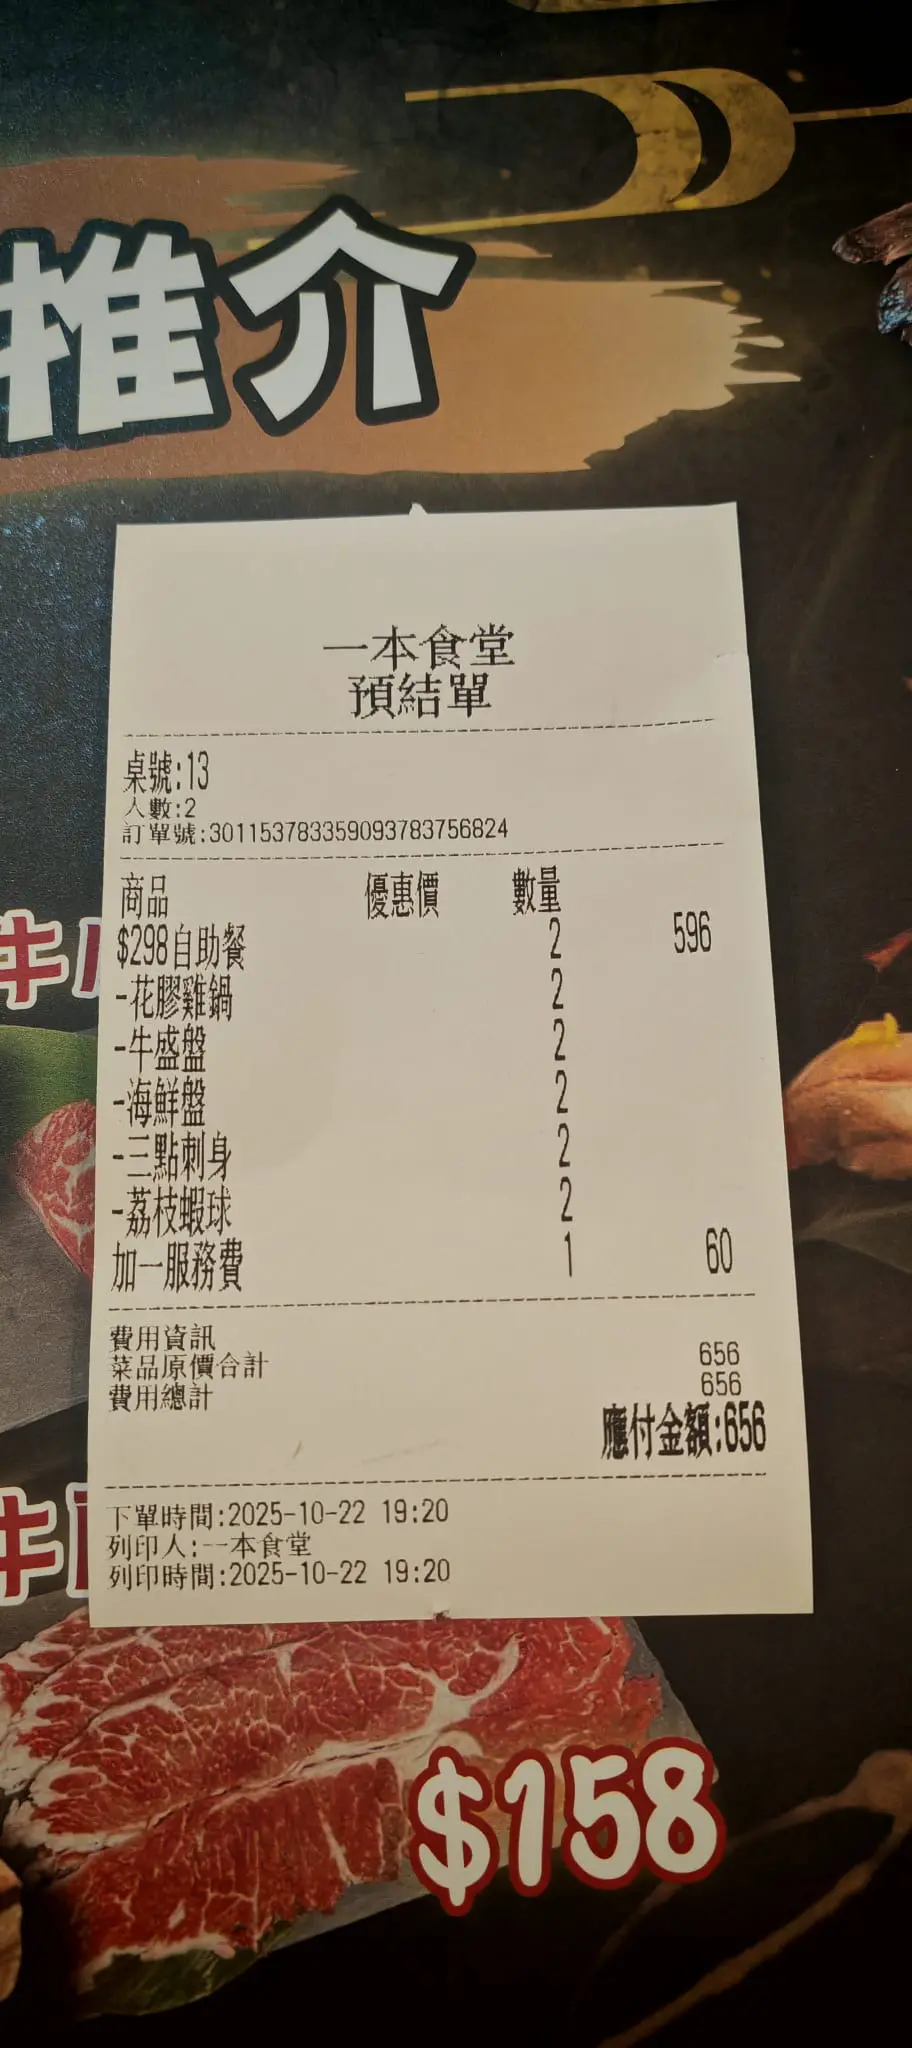 推介
一本食堂
預結單
桌號:13
人數:2
訂單號:3011537833590937837​56824
商品 優惠價 數量
$298自助餐 2 596
-花膠雞鍋 2
-牛盛盤 2
-海鮮盤 2
-三點刺身 2
-荔枝蝦球 2
加一服務費 1 60
費用資訊
菜品原價合計 656
費用總計 656
應付金額:656
下單時間:2025-10-22 19:20
列印人:一本食堂
列印時間:2025-10-22 19:20
牛
牛
$158